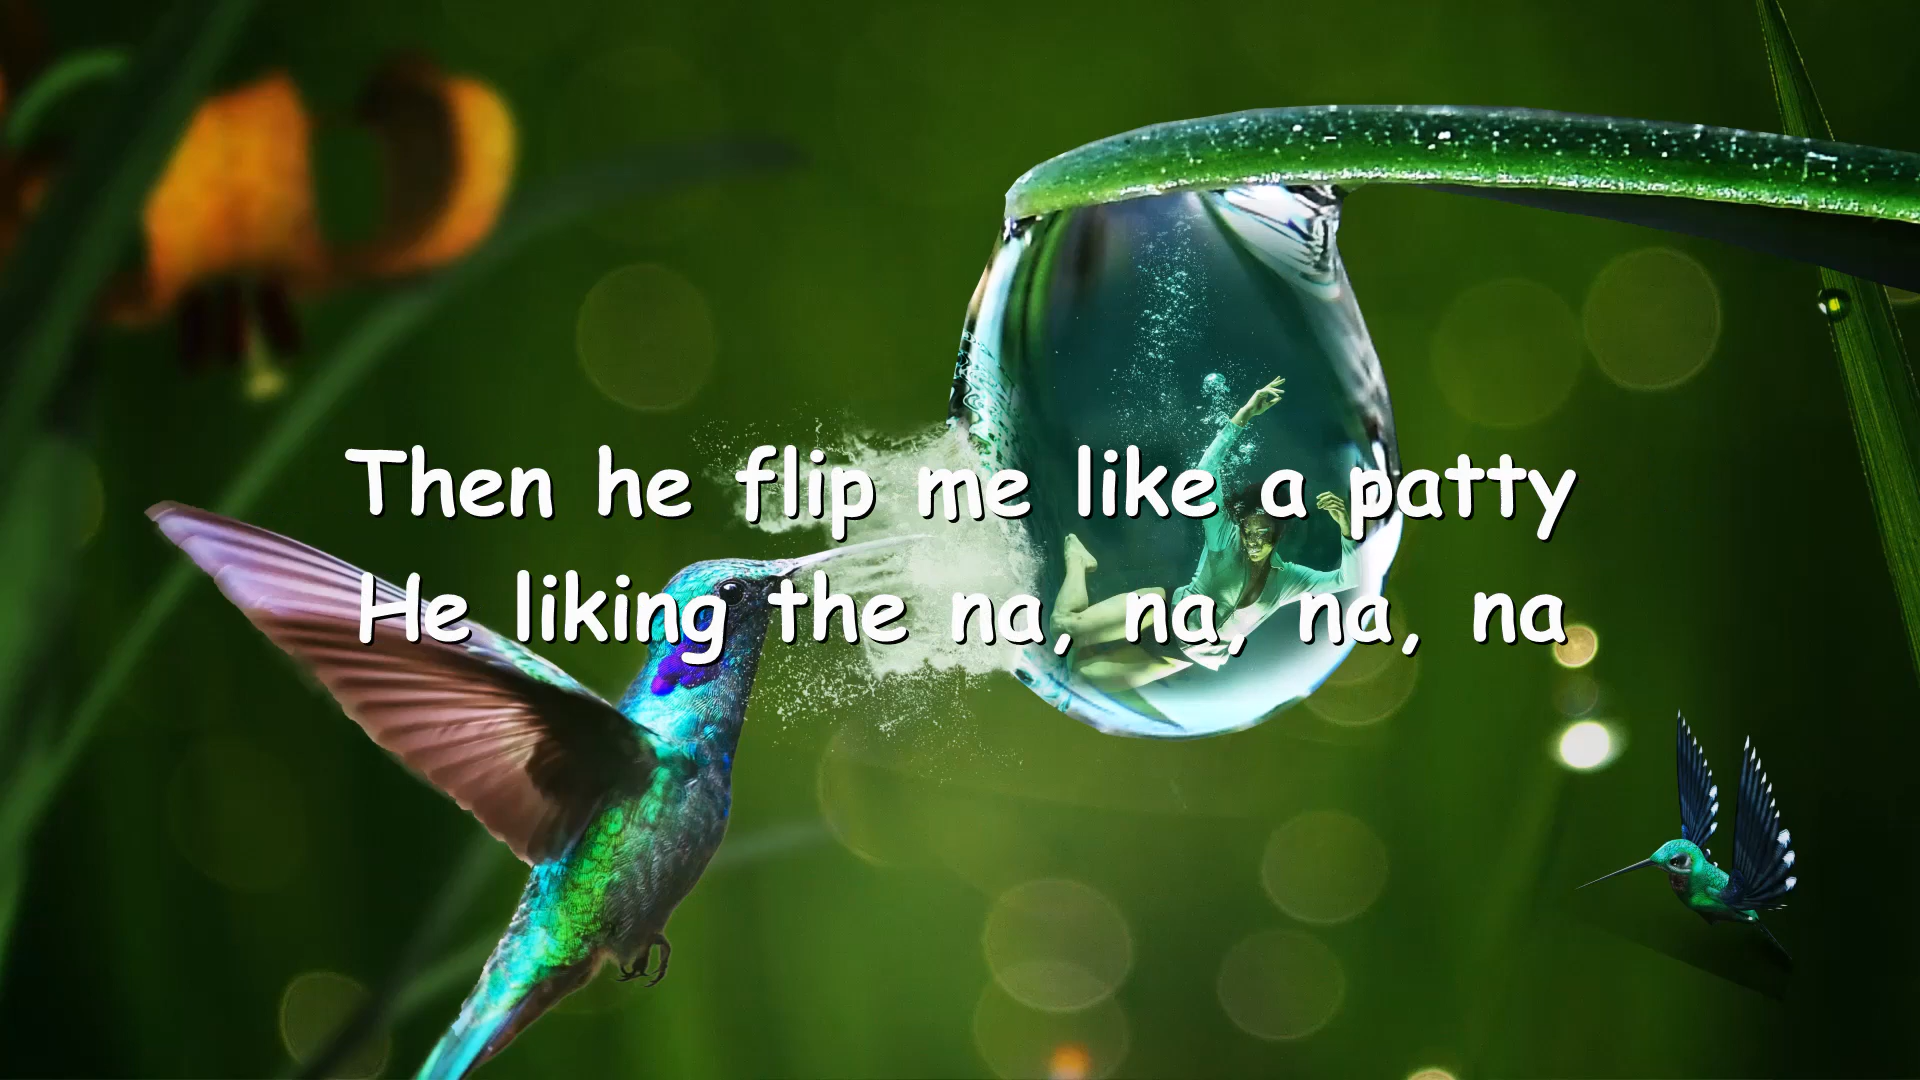 Then he flip me like a patty
He liking the na, na, na, na